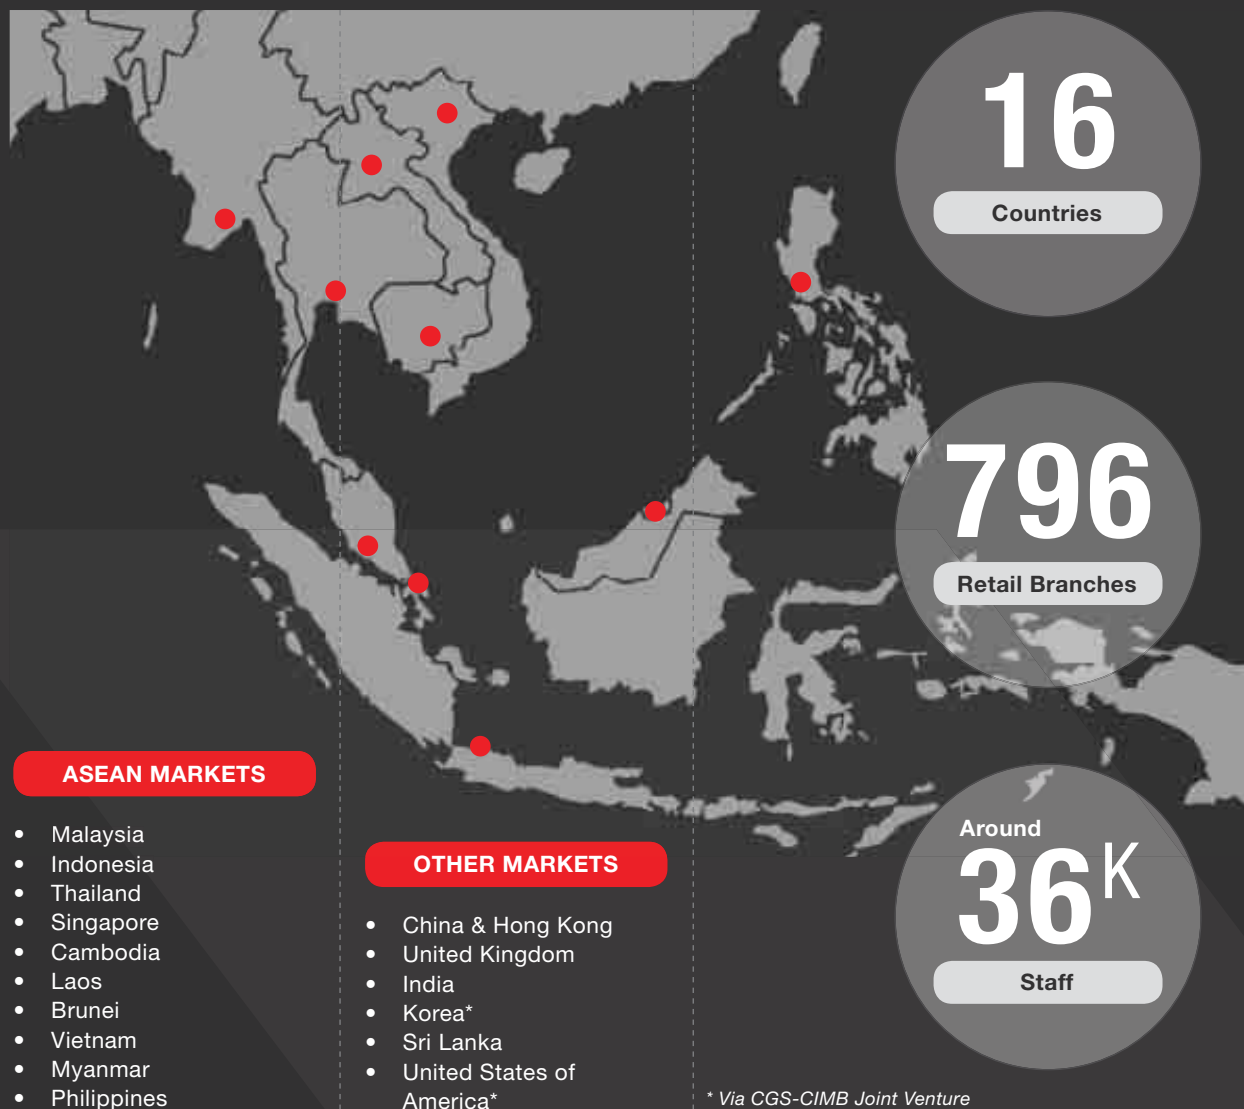 16
Countries
796
Retail Branches
Around
36K
Staff
ASEAN MARKETS
• Malaysia
• Indonesia
• Thailand
• Singapore
• Cambodia
• Laos
• Brunei
• Vietnam
• Myanmar
• Philippines
OTHER MARKETS
• China & Hong Kong
• United Kingdom
• India
• Korea*
• Sri Lanka
• United States of
America*
* Via CGS-CIMB Joint Venture